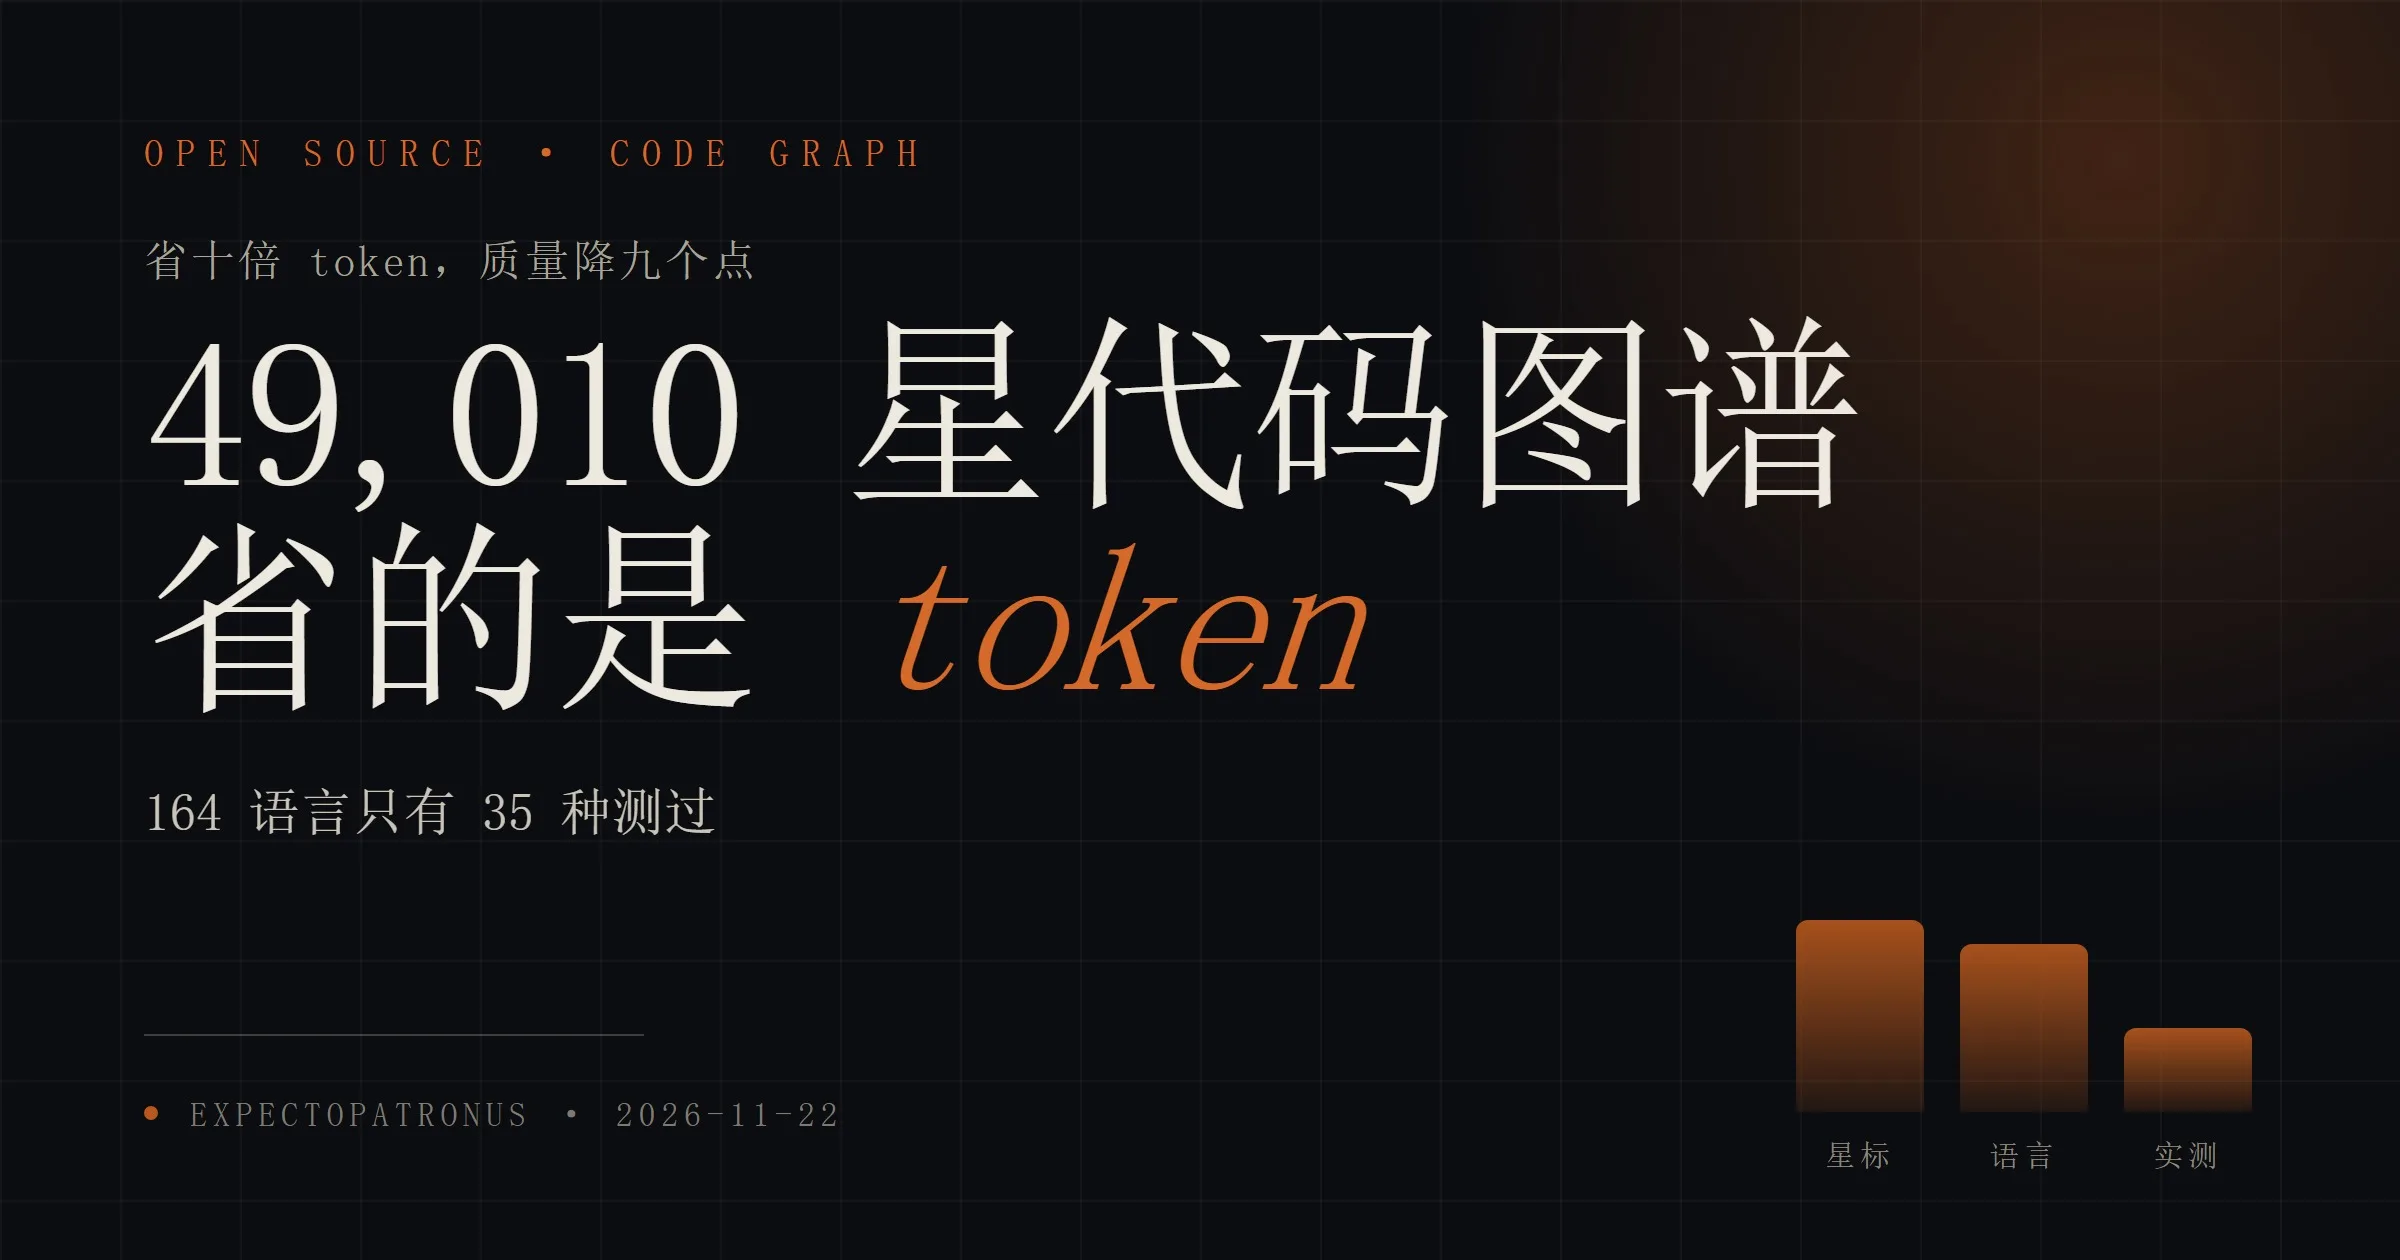 OPEN SOURCE • CODE GRAPH
省十倍 token，质量降九个点
49,010 星代码图谱
省的是 token
164 语言只有 35 种测过
EXPECTOPATRONUS • 2026-11-22
星标 语言 实测